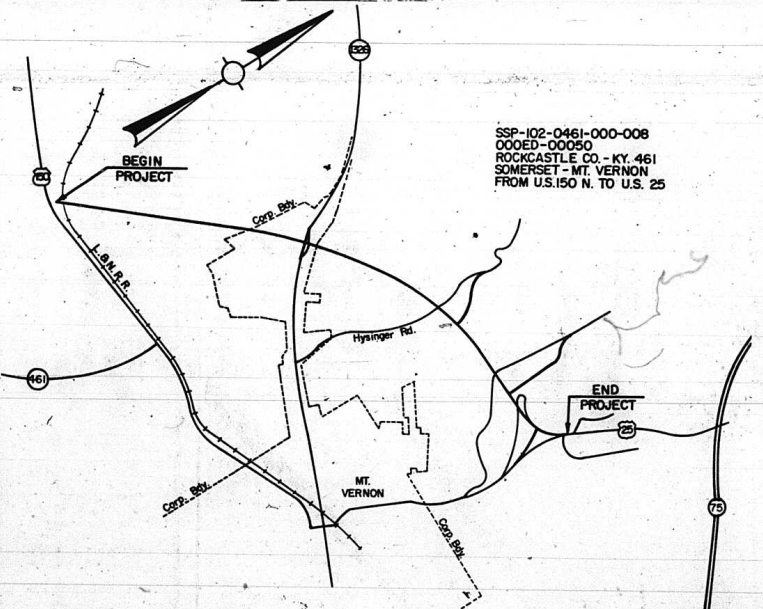 1326
SSP-102-0461-000-008
000ED-00050
ROCKCASTLE CO. - KY. 461
SOMERSET - MT. VERNON
FROM U.S. 150 N. TO U.S. 25
BEGIN
PROJECT
150
Corp. Bdy.
L.&N.R.R.
Hysinger Rd.
461
END
PROJECT
25
MT.
VERNON
Corp. Bdy.
Corp. Bdy.
75